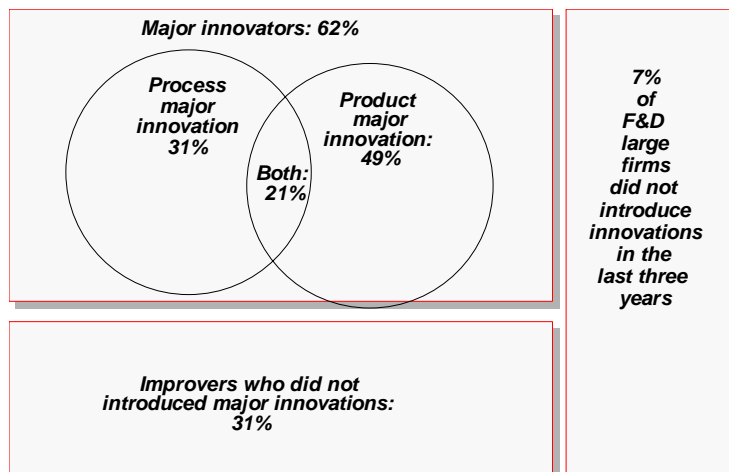 Major innovators: 62%
Process
major
innovation
31%
Product
major
innovation:
49%
Both:
21%
7%
of
F&D
large
firms
did not
introduce
innovations
in the
last three
years
Improvers who did not
introduced major innovations:
31%